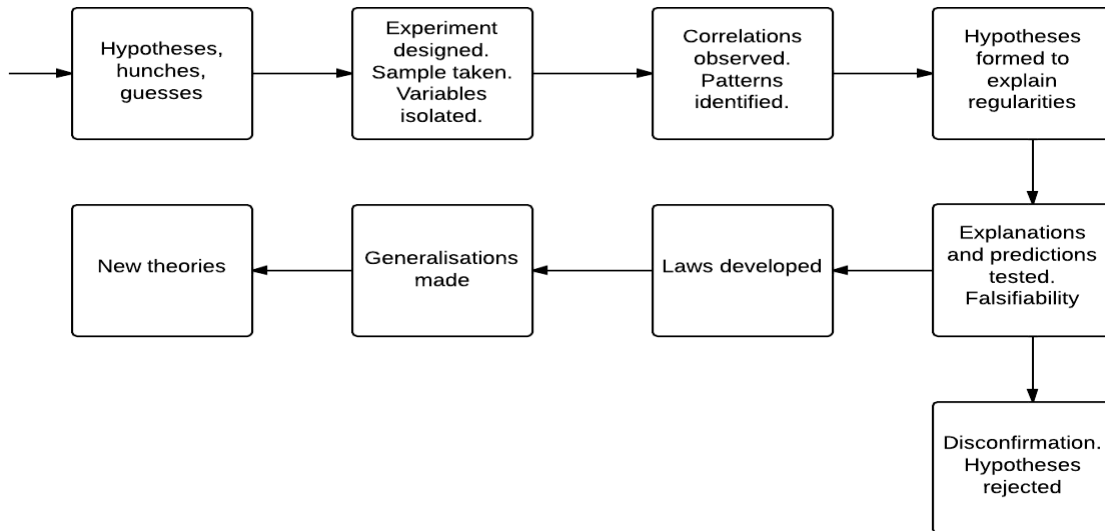 Hypotheses,
hunches,
guesses
Experiment
designed.
Sample taken.
Variables
isolated.
Correlations
observed.
Patterns
identified.
Hypotheses
formed to
explain
regularities
New theories
Generalisations
made
Laws developed
Explanations
and predictions
tested.
Falsifiability
Disconfirmation.
Hypotheses
rejected